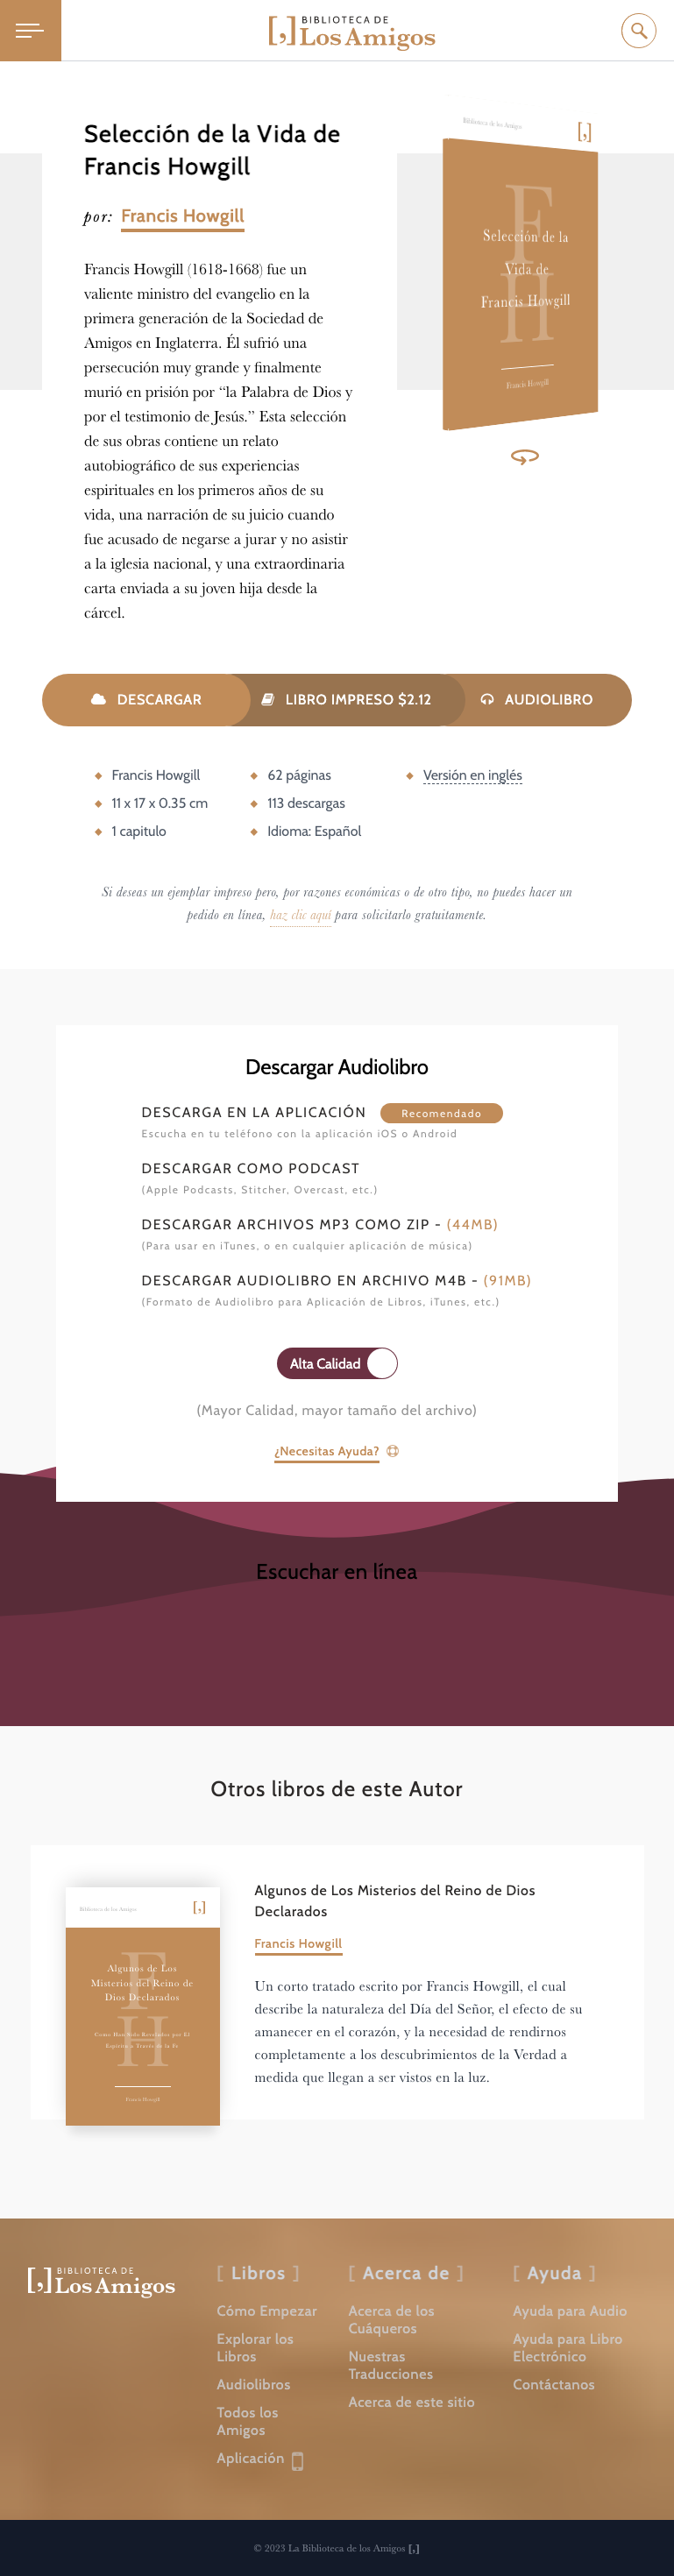 BIBLIOTECA DE
[,] Los Amigos
Selección de la Vida de
Francis Howgill
por: Francis Howgill
Francis Howgill (1618-1668) fue un
valiente ministro del evangelio en la
primera generación de la Sociedad de
Amigos en Inglaterra. Él sufrió una
persecución muy grande y finalmente
murió en prisión por “la Palabra de Dios y
por el testimonio de Jesús.” Esta selección
de sus obras contiene un relato
autobiográfico de sus experiencias
espirituales en los primeros años de su
vida, una narración de su juicio cuando
fue acusado de negarse a jurar y no asistir
a la iglesia nacional, y una extraordinaria
carta enviada a su joven hija desde la
cárcel.
Biblioteca de los Amigos [,]
F
H
Selección de la
Vida de
Francis Howgill
Francis Howgill
DESCARGAR
LIBRO IMPRESO $2.12
AUDIOLIBRO
Francis Howgill
11 x 17 x 0.35 cm
1 capitulo
62 páginas
113 descargas
Idioma: Español
Versión en inglés
Si deseas un ejemplar impreso pero, por razones económicas o de otro tipo, no puedes hacer un
pedido en línea, haz clic aquí para solicitarlo gratuitamente.
Descargar Audiolibro
DESCARGA EN LA APLICACIÓN Recomendado
Escucha en tu teléfono con la aplicación iOS o Android
DESCARGAR COMO PODCAST
(Apple Podcasts, Stitcher, Overcast, etc.)
DESCARGAR ARCHIVOS MP3 COMO ZIP - (44MB)
(Para usar en iTunes, o en cualquier aplicación de música)
DESCARGAR AUDIOLIBRO EN ARCHIVO M4B - (91MB)
(Formato de Audiolibro para Aplicación de Libros, iTunes, etc.)
Alta Calidad
(Mayor Calidad, mayor tamaño del archivo)
¿Necesitas Ayuda?
Escuchar en línea
Otros libros de este Autor
Biblioteca de los Amigos [,]
F
H
Algunos de Los
Misterios del Reino de
Dios Declarados
Como Han Sido Revelados por El
Espíritu a Través de la Fe
Francis Howgill
Algunos de Los Misterios del Reino de Dios
Declarados
Francis Howgill
Un corto tratado escrito por Francis Howgill, el cual
describe la naturaleza del Día del Señor, el efecto de su
amanecer en el corazón, y la necesidad de rendirnos
completamente a los descubrimientos de la Verdad a
medida que llegan a ser vistos en la luz.
BIBLIOTECA DE
[,] Los Amigos
[ Libros ]
Cómo Empezar
Explorar los
Libros
Audiolibros
Todos los
Amigos
Aplicación
[ Acerca de ]
Acerca de los
Cuáqueros
Nuestras
Traducciones
Acerca de este sitio
[ Ayuda ]
Ayuda para Audio
Ayuda para Libro
Electrónico
Contáctanos
© 2023 La Biblioteca de los Amigos [,]